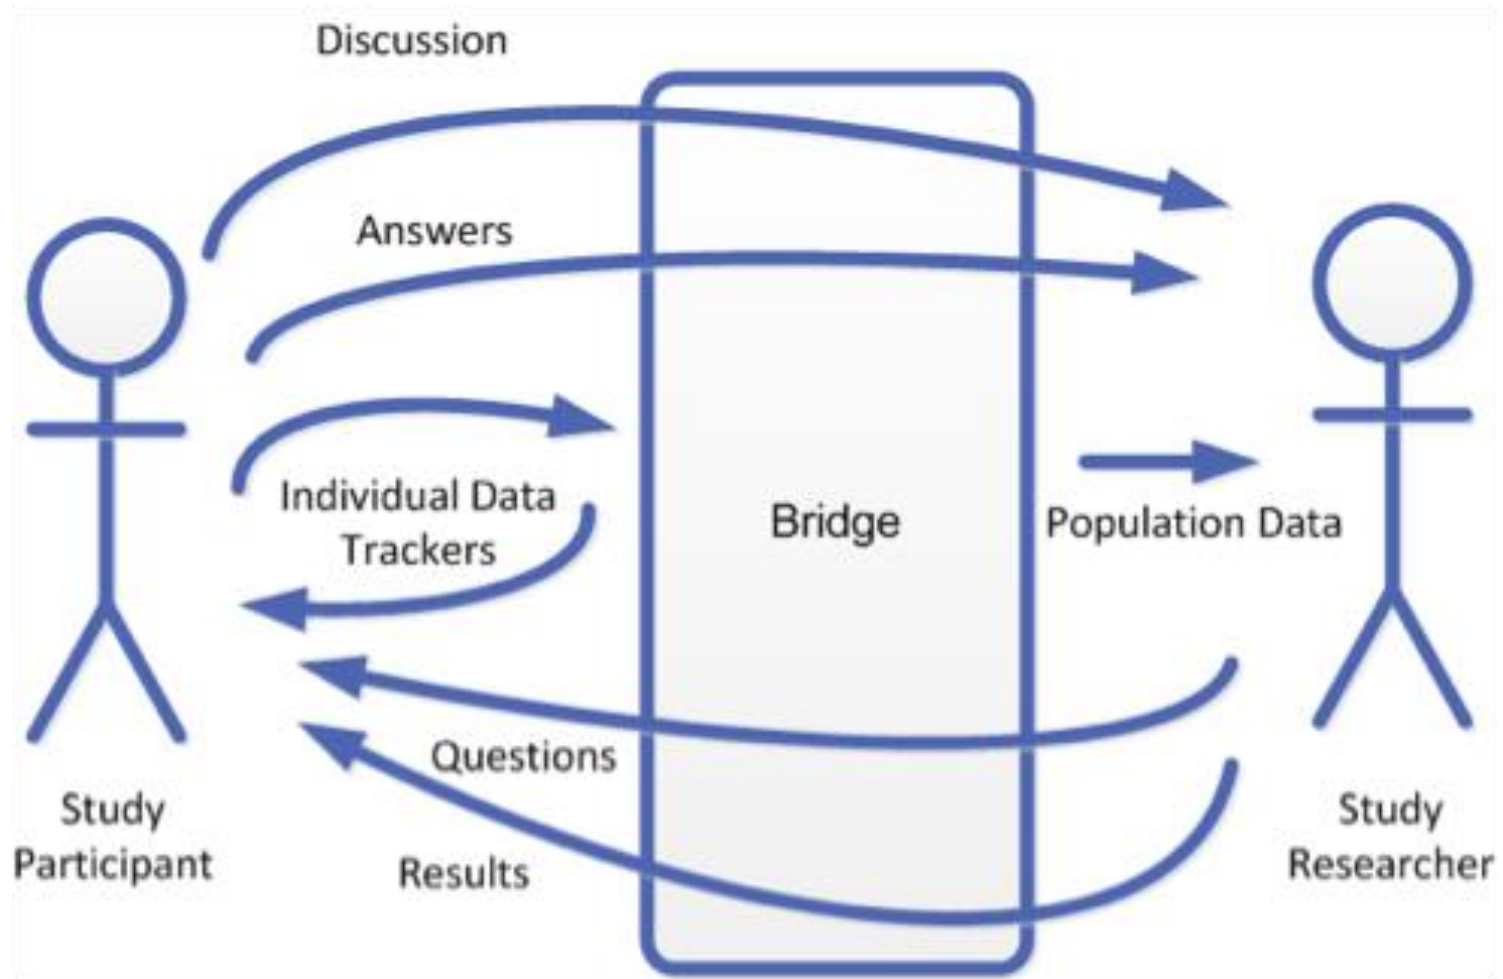 Discussion
Answers
Individual Data
Trackers
Bridge
Population Data
Questions
Results
Study
Participant
Study
Researcher